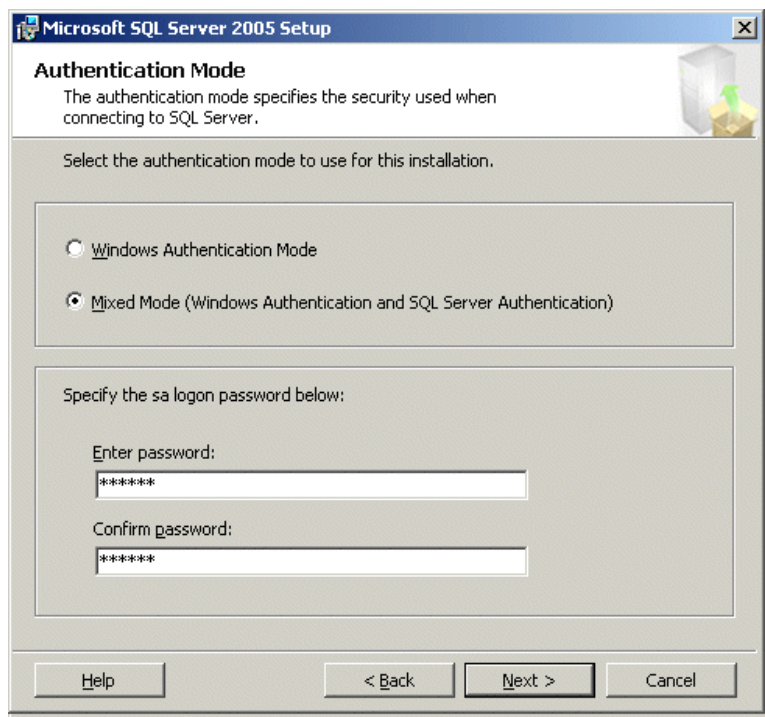 Microsoft SQL Server 2005 Setup
Authentication Mode
The authentication mode specifies the security used when
connecting to SQL Server.
Select the authentication mode to use for this installation.
Windows Authentication Mode
Mixed Mode (Windows Authentication and SQL Server Authentication)
Specify the sa logon password below:
Enter password:
******
Confirm password:
******
Help
< Back
Next >
Cancel